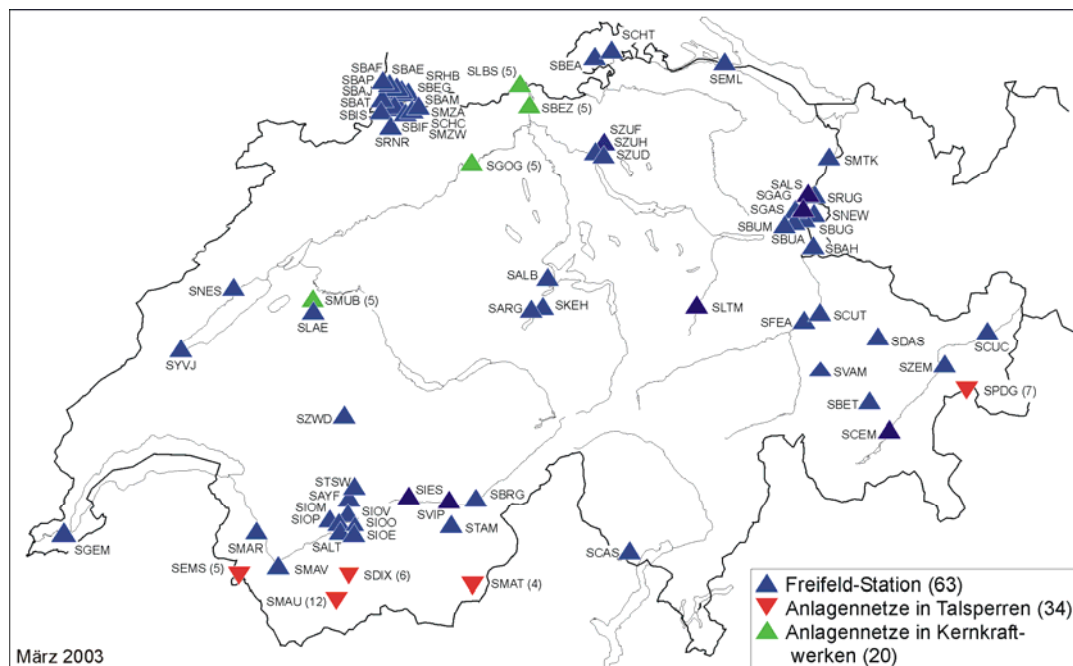 SCHT
SBEA
SEML
SBAF
SBAE
SBAP
SRHB
SBAJ
SBEG
SBAT
SBAM
SBIS
SMZA
SCHC
SBIF
SMZW
SRNR
SLBS (5)
SBEZ (5)
SGOG (5)
SZUF
SZUH
SZUD
SMTK
SALS
SGAG
SRUG
SGAS
SNEW
SBUM
SBUG
SBUA
SBAH
SNES
SMUB (5)
SLAE
SALB
SARG
SKEH
SLTM
SFEA
SCUT
SDAS
SCUC
SYVJ
SVAM
SZEM
SPDG (7)
SBET
SCEM
SZWD
STSW
SAYF
SIES
SIOM
SIOV
SVIP
SBRG
SIOP
SIOO
STAM
SALT
SIOE
SGEM
SMAR
SCAS
SEMS (5)
SMAV
SDIX (6)
SMAT (4)
SMAU (12)
Freifeld-Station (63)
Anlagennetze in Talsperren (34)
Anlagennetze in Kernkraft-
werken (20)
März 2003